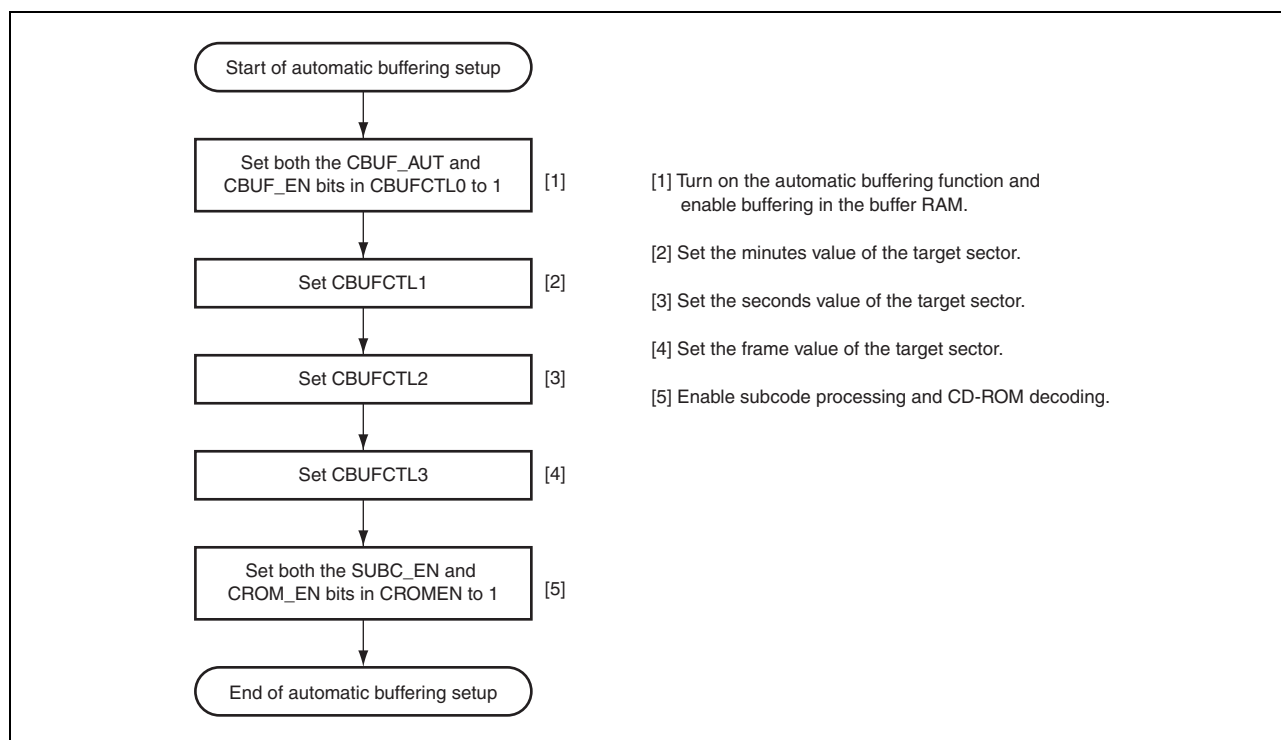 Start of automatic buffering setup
Set both the CBUF_AUT and
CBUF_EN bits in CBUFCTL0 to 1
[1]
Set CBUFCTL1
[2]
Set CBUFCTL2
[3]
Set CBUFCTL3
[4]
Set both the SUBC_EN and
CROM_EN bits in CROMEN to 1
[5]
End of automatic buffering setup
[1] Turn on the automatic buffering function and
enable buffering in the buffer RAM.
[2] Set the minutes value of the target sector.
[3] Set the seconds value of the target sector.
[4] Set the frame value of the target sector.
[5] Enable subcode processing and CD-ROM decoding.